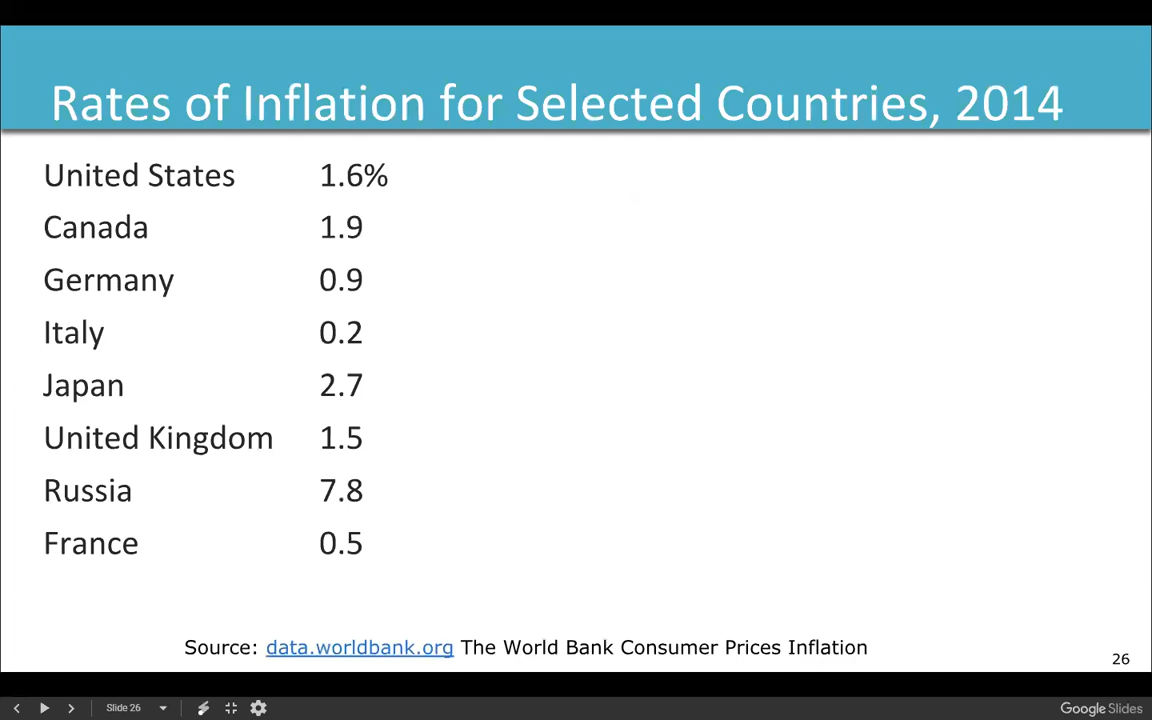 Rates of Inflation for Selected Countries, 2014
United States 1.6%
Canada 1.9
Germany 0.9
Italy 0.2
Japan 2.7
United Kingdom 1.5
Russia 7.8
France 0.5
Source: data.worldbank.org The World Bank Consumer Prices Inflation
26
Slide 26
Google Slides